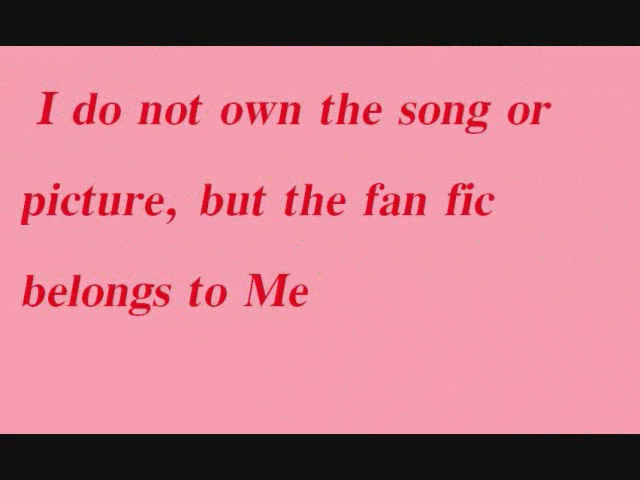 I do not own the song or
picture, but the fan fic
belongs to Me